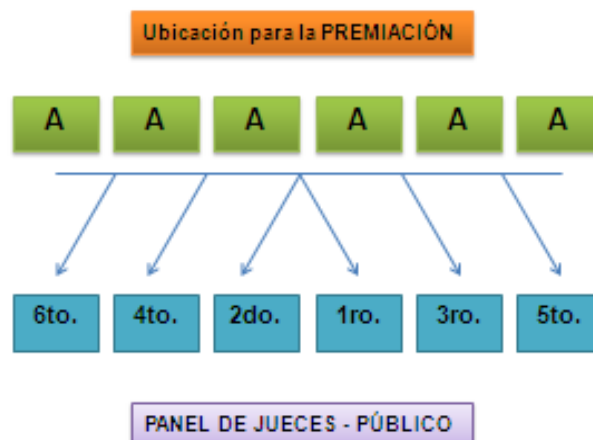 Ubicación para la PREMIACIÓN
A A A A A A
6to. 4to. 2do. 1ro. 3ro. 5to.
PANEL DE JUECES - PÚBLICO